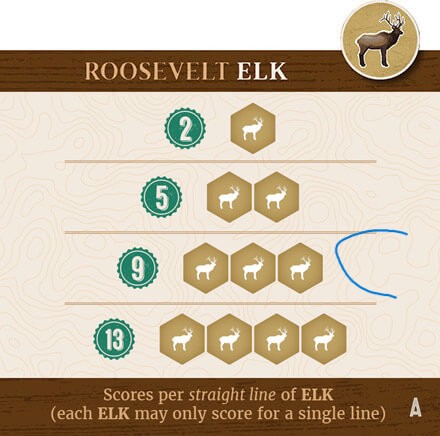 ROOSEVELT ELK
2
5
9
13
Scores per straight line of ELK
(each ELK may only score for a single line)
A